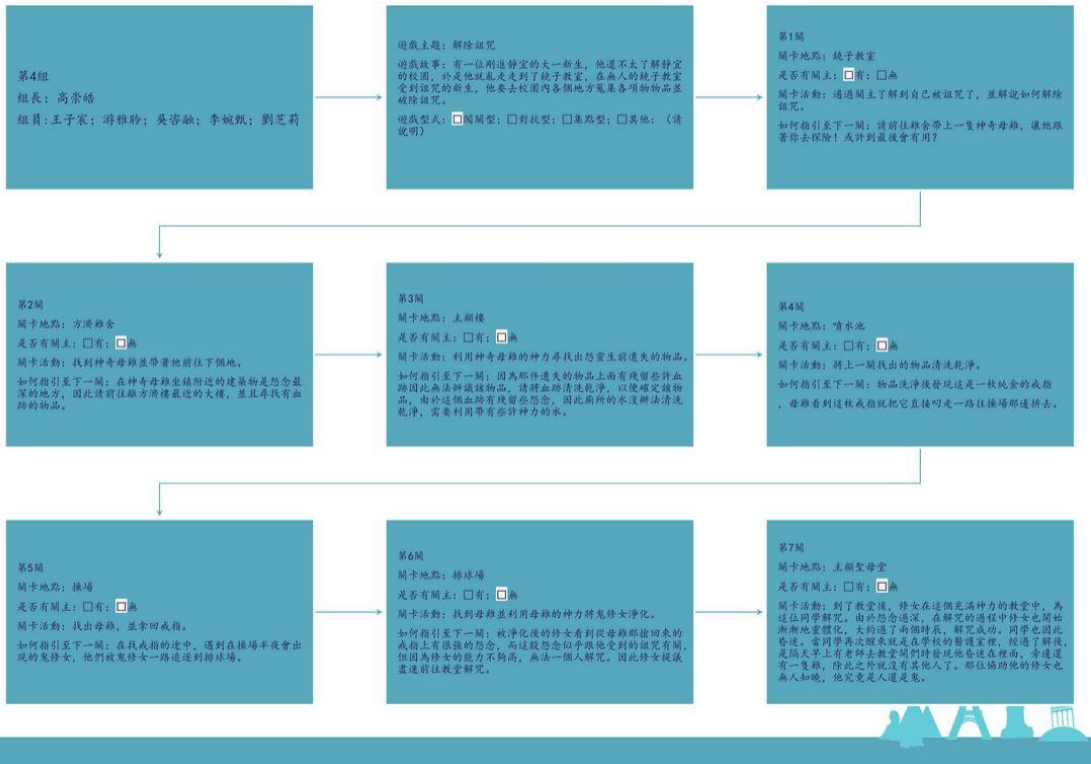 第4組
組長：高崇皓
組員：王子宸；游雅聆；吳咨融；李婉甄；劉芝莉
遊戲主題：解除詛咒
遊戲故事：有一位剛進靜宜的大一新生，他還不太了解靜宜
的校園，於是他就亂走走到了鏡子教室，在無人的鏡子教室
受到詛咒的新生，他要去校園內各個地方蒐集各項物物品並
破除詛咒。
遊戲型式：☐闖關型；☐對抗型；☐集點型；☐其他：（請
說明）
第1關
關卡地點：鏡子教室
是否有關主：☐有；☐無
關卡活動：通過關主了解到自己被詛咒了，並解說如何解除
詛咒。
如何指引至下一關：請前往雞舍帶上一隻神奇母雞，讓牠跟
著你去探險！或許到最後會有用？
第2關
關卡地點：方濟雞舍
是否有關主：☐有；☐無
關卡活動：找到神奇母雞並帶著牠前往下個地。
如何指引至下一關：在神奇母雞坐鎮附近的建築物是怨念最
深的地方，因此請前往離方濟樓最近的大樓，並且尋找有血
跡的物品。
第3關
關卡地點：主顧樓
是否有關主：☐有；☐無
關卡活動：利用神奇母雞的神力尋找出怨靈生前遺失的物品。
如何指引至下一關：因為那件遺失的物品上面有殘留些許血
跡因此無法辨識該物品，請將血跡清洗乾淨，以便確定該物
品，由於這個血跡有殘留些怨念，因此廁所的水沒辦法清洗
乾淨，需要利用帶有些許神力的水。
第4關
關卡地點：噴水池
是否有關主：☐有；☐無
關卡活動：將上一關找出的物品清洗乾淨。
如何指引至下一關：物品洗淨後發現這是一枚純金的戒指
，母雞看到這枚戒指就把它直接叼走一路往操場那邊擠去。
第5關
關卡地點：操場
是否有關主：☐有；☐無
關卡活動：找出母雞，並拿回戒指。
如何指引至下一關：在找戒指的途中，遇到在操場半夜會出
現的鬼修女，他們被鬼修女一路追逐到排球場。
第6關
關卡地點：排球場
是否有關主：☐有；☐無
關卡活動：找到母雞並利用母雞的神力將鬼修女淨化。
如何指引至下一關：被淨化後的修女看到從母雞那搶回來的
戒指上有很強的怨念，而這股怨念似乎跟他受到的詛咒有關，
但因為修女的能力不夠高，無法一個人解咒。因此修女提議
盡速前往教堂解咒。
第7關
關卡地點：主顧聖母堂
是否有關主：☐有；☐無
關卡活動：到了教堂後，修女在這個充滿神力的教堂中，為
這位同學解咒。由於怨念過深，在解咒的過程中修女也開始
漸漸地靈體化，大約過了兩個時辰，解咒成功。同學也因此
昏迷。當同學再次醒來就是在學校的醫護室裡，經過了解後，
是隔天早上有老師去教堂開門時發現他昏迷在裡面，旁邊還
有一隻雞，除此之外就沒有其他人了。那位協助他的修女也
無人知曉，他究竟是人還是鬼。